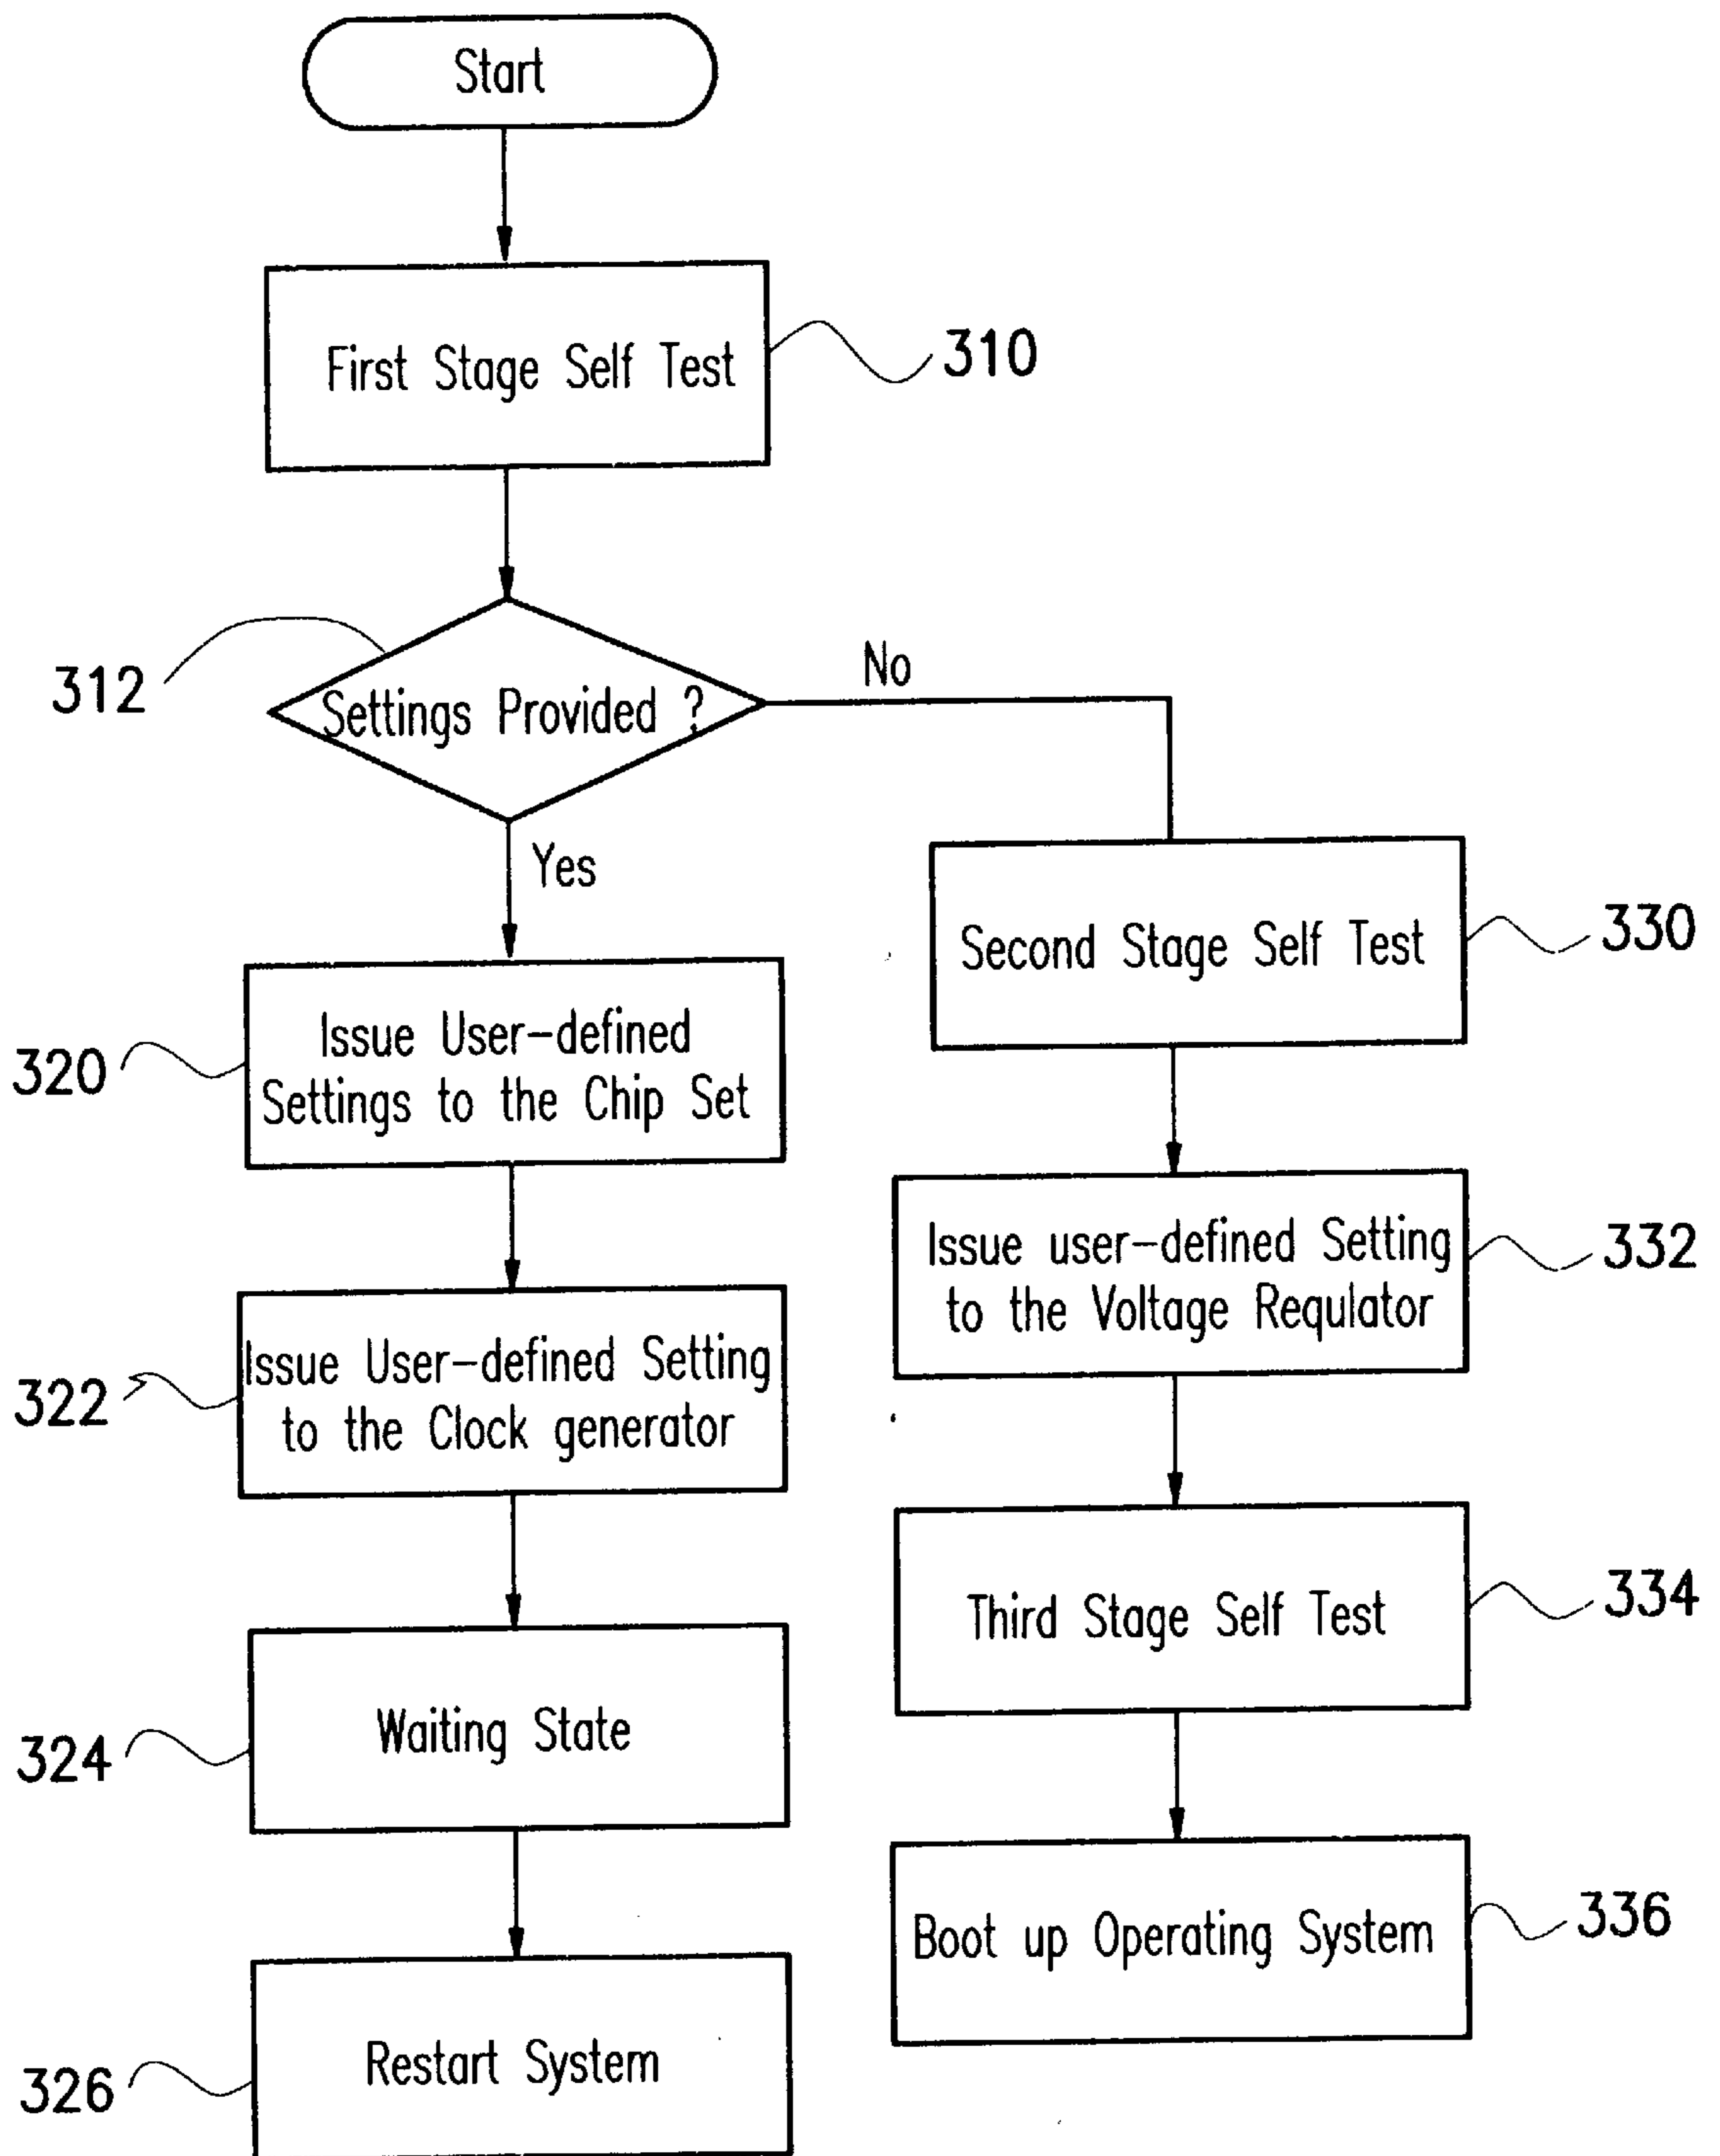 Start
First Stage Self Test
310
312
Settings Provided ?
No
Yes
Issue User-defined
Settings to the Chip Set
320
Issue User-defined Setting
to the Clock generator
322
Waiting State
324
Restart System
326
Second Stage Self Test
330
Issue user-defined Setting
to the Voltage Requlator
332
Third Stage Self Test
334
Boot up Operating System
336